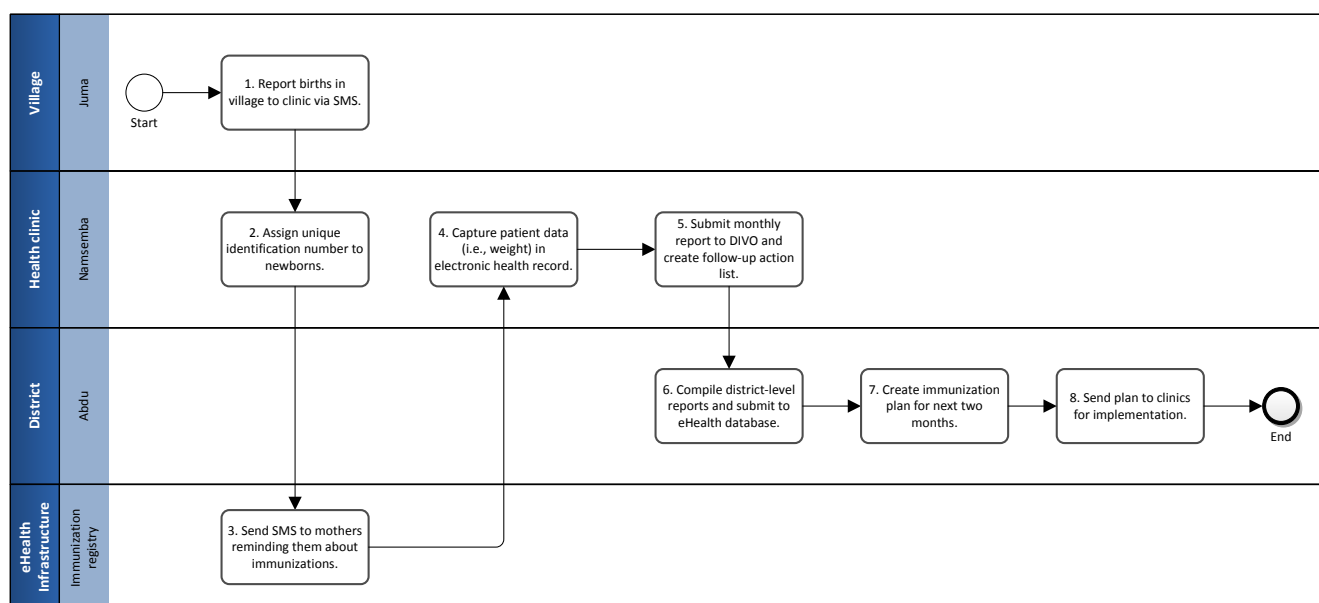 Village
Juma
Start
1. Report births in
village to clinic via SMS.
Health clinic
Namsemba
2. Assign unique
identification number to
newborns.
4. Capture patient data
(i.e., weight) in
electronic health record.
5. Submit monthly
report to DIVO and
create follow-up action
list.
District
Abdu
6. Compile district-level
reports and submit to
eHealth database.
7. Create immunization
plan for next two
months.
8. Send plan to clinics
for implementation.
End
eHealth
Infrastructure
Immunization
registry
3. Send SMS to mothers
reminding them about
immunizations.